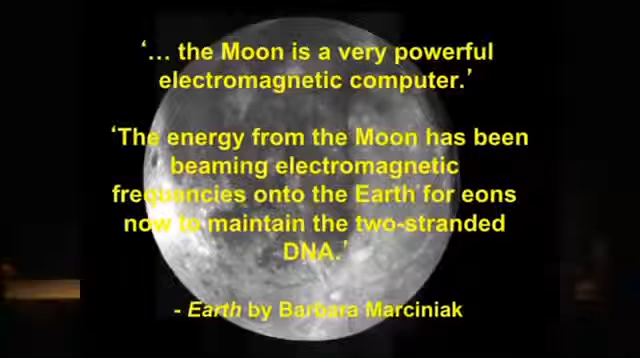 ‘… the Moon is a very powerful
electromagnetic computer.’
‘The energy from the Moon has been
beaming electromagnetic
frequencies onto the Earth for eons
now to maintain the two-stranded
DNA.’
- Earth by Barbara Marciniak